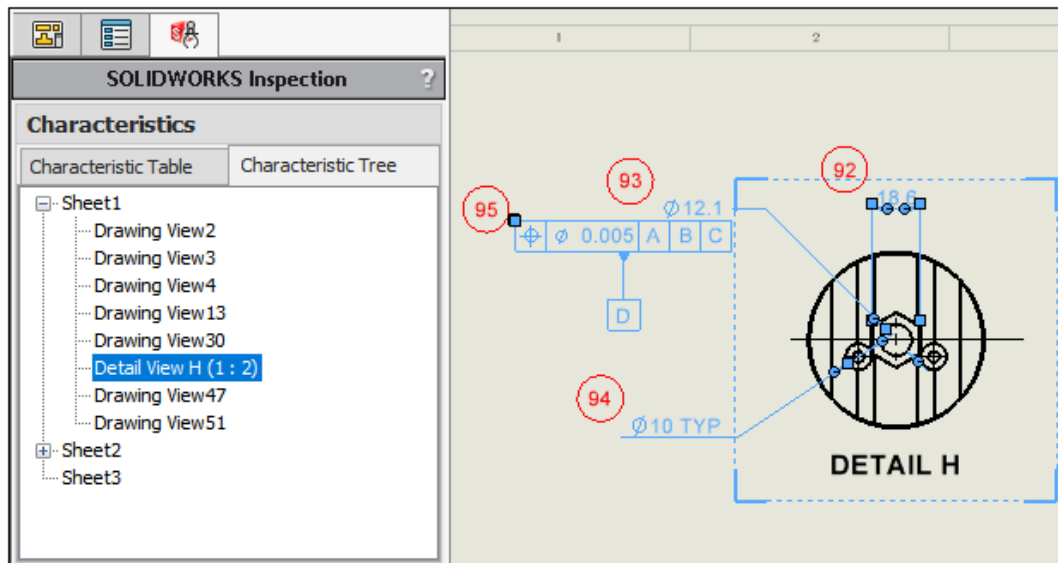 SOLIDWORKS Inspection ?
Characteristics
Characteristic Table
Characteristic Tree
Sheet1
Drawing View2
Drawing View3
Drawing View4
Drawing View13
Drawing View30
Detail View H (1 : 2)
Drawing View47
Drawing View51
Sheet2
Sheet3
1
2
92
18.6
93
95
Ø12.1
⌖ Ø 0.005 A B C
D
94
Ø10 TYP
DETAIL H